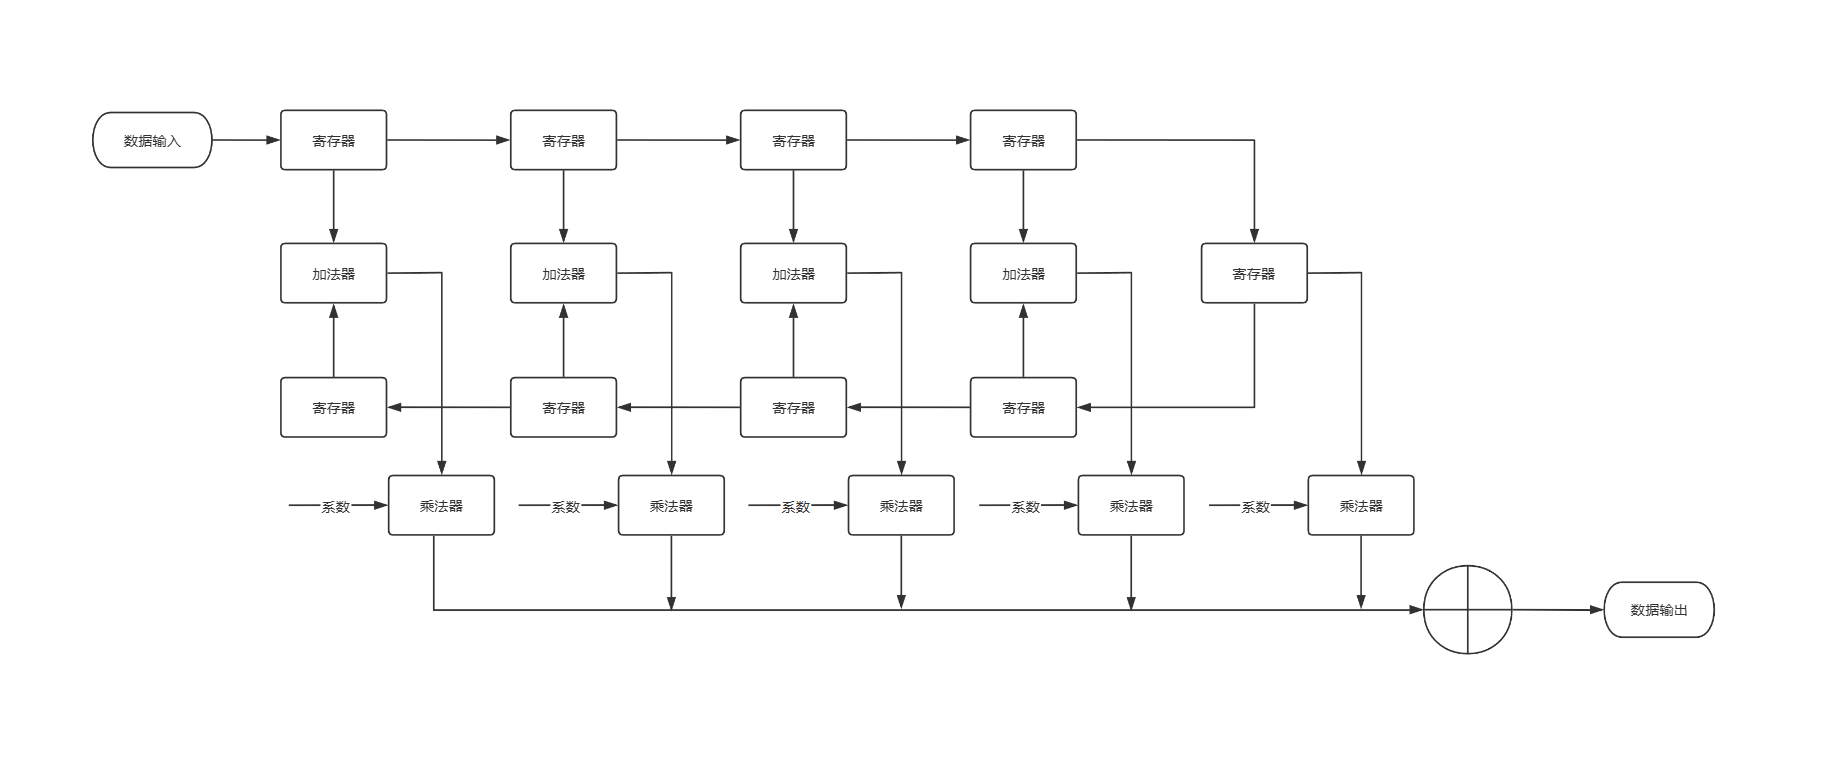 数据输入
寄存器
寄存器
寄存器
寄存器
加法器
加法器
加法器
加法器
寄存器
寄存器
寄存器
寄存器
寄存器
系数
乘法器
系数
乘法器
系数
乘法器
系数
乘法器
系数
乘法器
数据输出